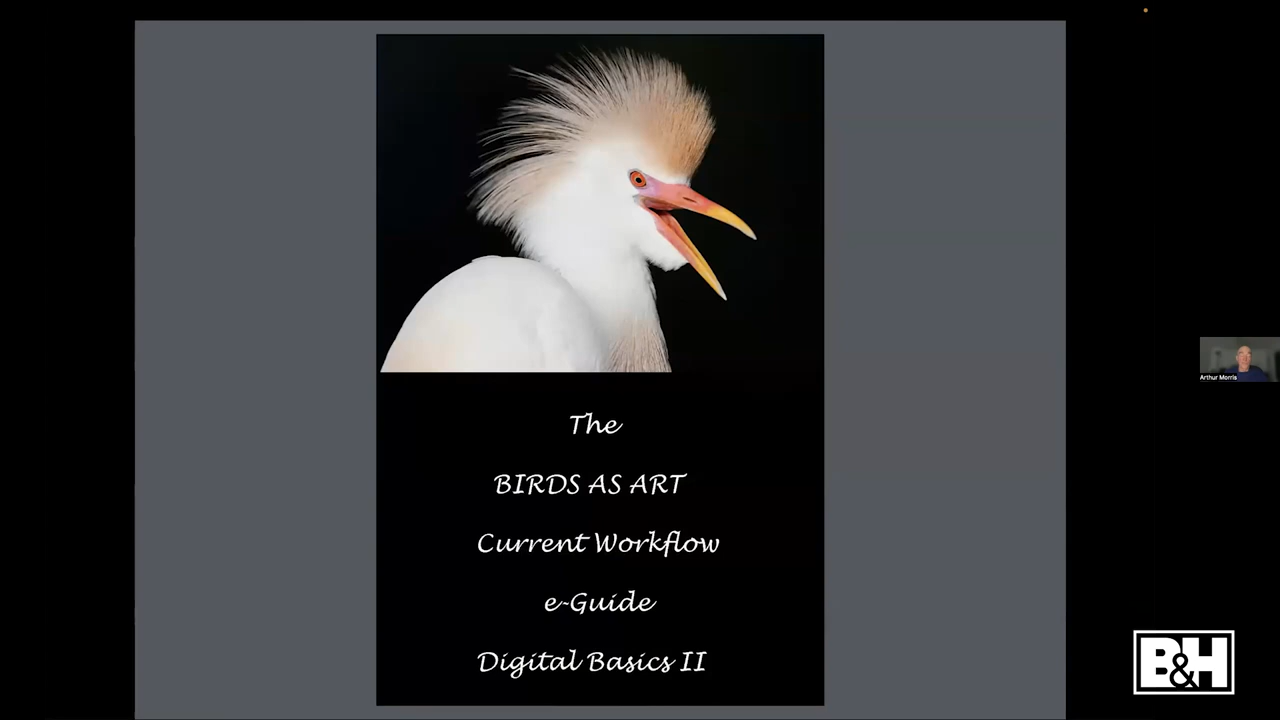 The
BIRDS AS ART
Current Workflow
e-Guide
Digital Basics II
Arthur Morris
B&H